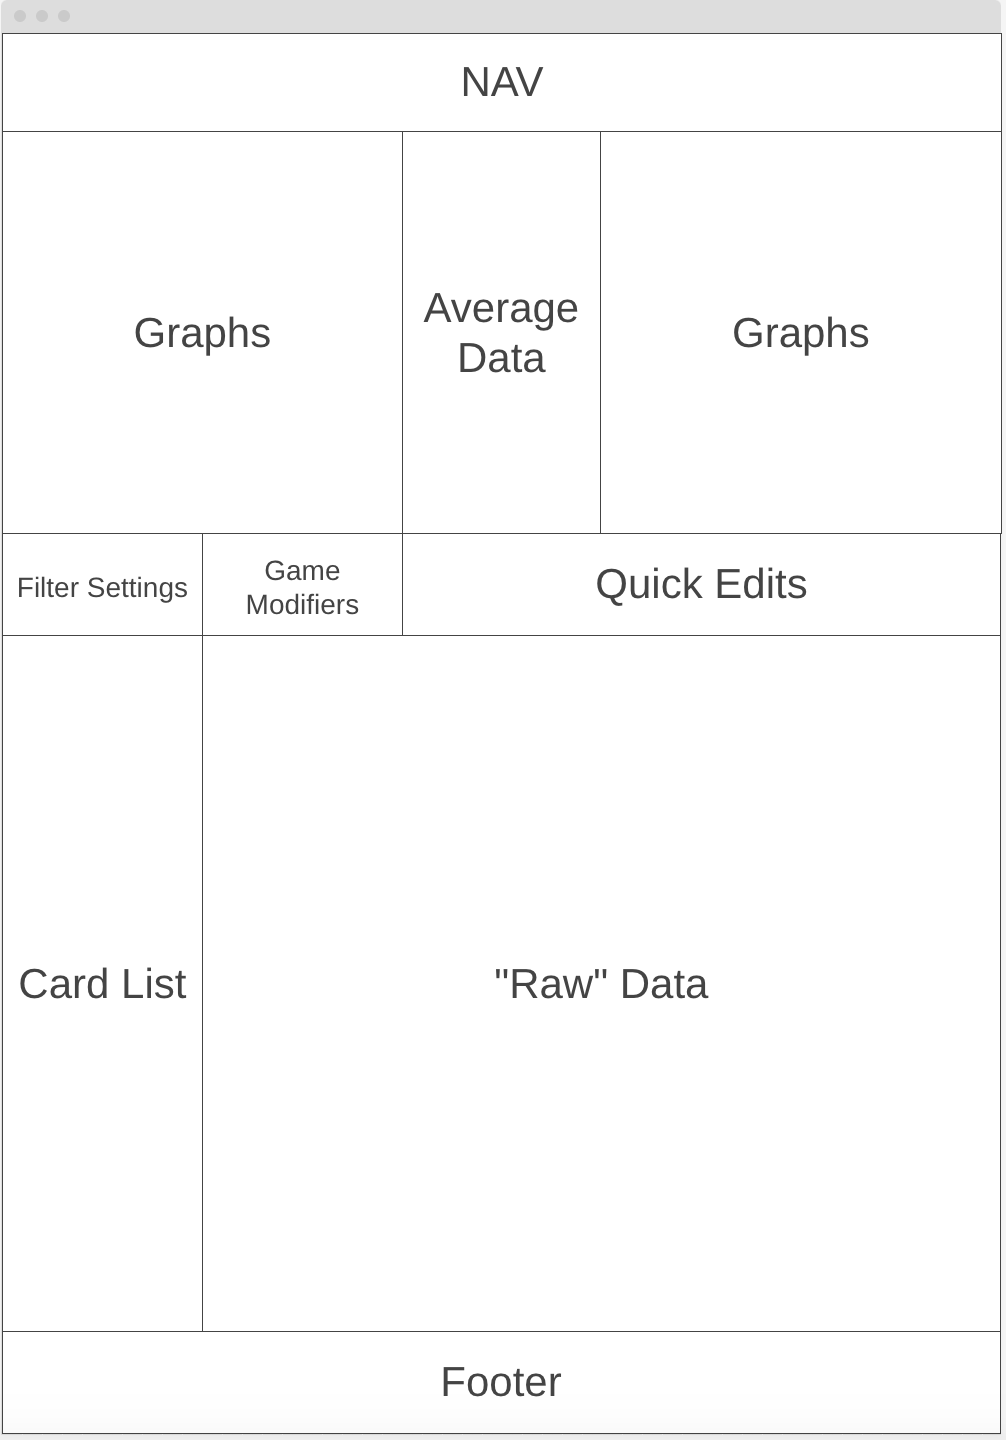 NAV
Graphs
Average
Data
Graphs
Filter Settings
Game
Modifiers
Quick Edits
Card List
"Raw" Data
Footer